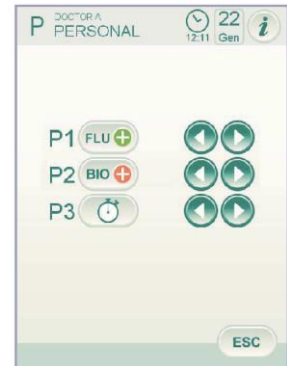 DOCTOR A
P PERSONAL
12:11
22
Gen
i
P1 FLU
P2 BIO
P3
ESC